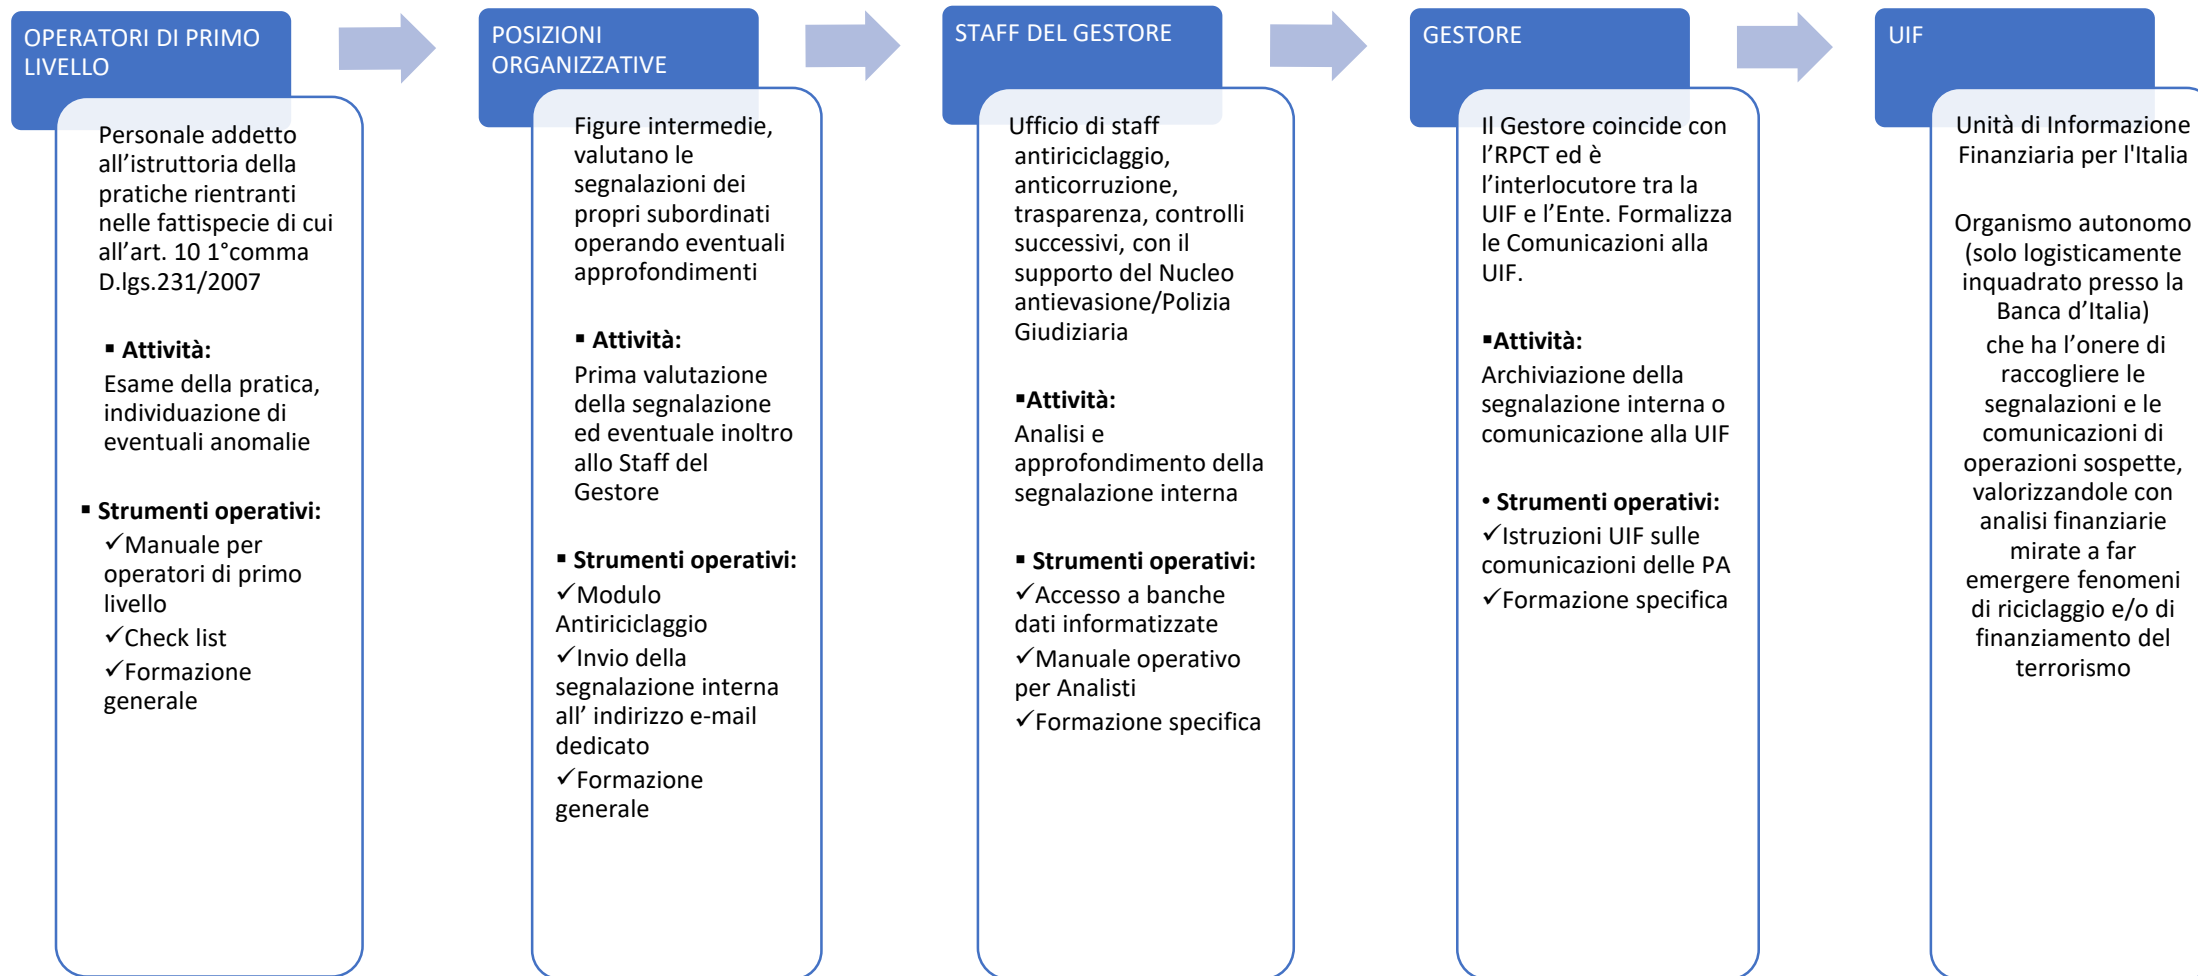 OPERATORI DI PRIMO
LIVELLO
Personale addetto
all’istruttoria della
pratiche rientranti
nelle fattispecie di cui
all’art. 10 1°comma
D.lgs.231/2007
▪ Attività:
Esame della pratica,
individuazione di
eventuali anomalie
▪ Strumenti operativi:
✓Manuale per
operatori di primo
livello
✓Check list
✓Formazione
generale
POSIZIONI
ORGANIZZATIVE
Figure intermedie,
valutano le
segnalazioni dei
propri subordinati
operando eventuali
approfondimenti
▪ Attività:
Prima valutazione
della segnalazione
ed eventuale inoltro
allo Staff del
Gestore
▪ Strumenti operativi:
✓Modulo
Antiriciclaggio
✓Invio della
segnalazione interna
all’ indirizzo e-mail
dedicato
✓Formazione
generale
STAFF DEL GESTORE
Ufficio di staff
antiriciclaggio,
anticorruzione,
trasparenza, controlli
successivi, con il
supporto del Nucleo
antievasione/Polizia
Giudiziaria
▪Attività:
Analisi e
approfondimento della
segnalazione interna
▪ Strumenti operativi:
✓Accesso a banche
dati informatizzate
✓Manuale operativo
per Analisti
✓Formazione specifica
GESTORE
Il Gestore coincide con
l’RPCT ed è
l’interlocutore tra la
UIF e l’Ente. Formalizza
le Comunicazioni alla
UIF.
▪Attività:
Archiviazione della
segnalazione interna o
comunicazione alla UIF
• Strumenti operativi:
✓Istruzioni UIF sulle
comunicazioni delle PA
✓Formazione specifica
UIF
Unità di Informazione
Finanziaria per l'Italia
Organismo autonomo
(solo logisticamente
inquadrato presso la
Banca d’Italia)
che ha l’onere di
raccogliere le
segnalazioni e le
comunicazioni di
operazioni sospette,
valorizzandole con
analisi finanziarie
mirate a far
emergere fenomeni
di riciclaggio e/o di
finanziamento del
terrorismo